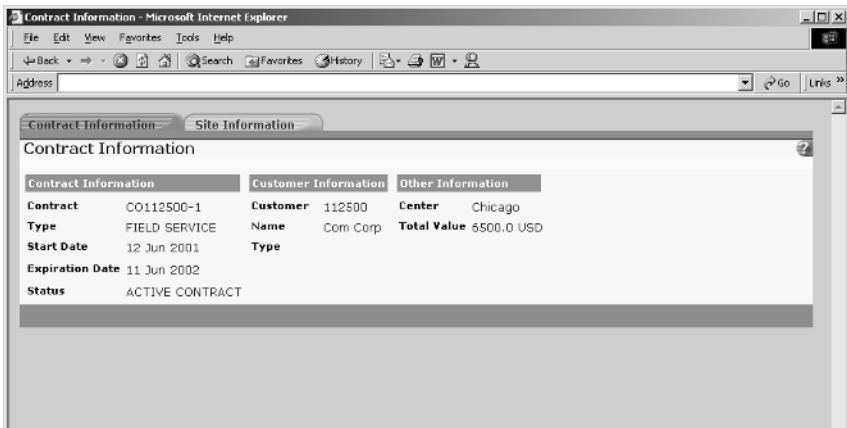 Contract Information - Microsoft Internet Explorer
File Edit View Favorites Tools Help
Back Search Favorites History
Address Go Links »
Contract Information Site Information
Contract Information ?
Contract Information Customer Information Other Information
Contract CO112500-1 Customer 112500 Center Chicago
Type FIELD SERVICE Name Com Corp Total Value 6500.0 USD
Start Date 12 Jun 2001 Type
Expiration Date 11 Jun 2002
Status ACTIVE CONTRACT